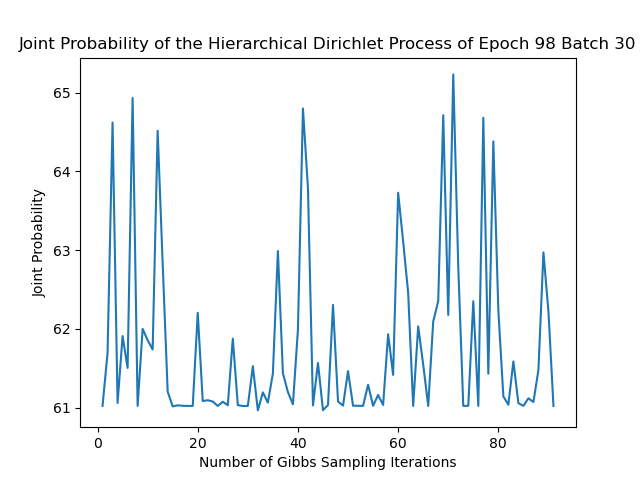 Joint Probability of the Hierarchical Dirichlet Process of Epoch 98 Batch 30
65
64
63
62
61
Joint Probability
0 20 40 60 80
Number of Gibbs Sampling Iterations